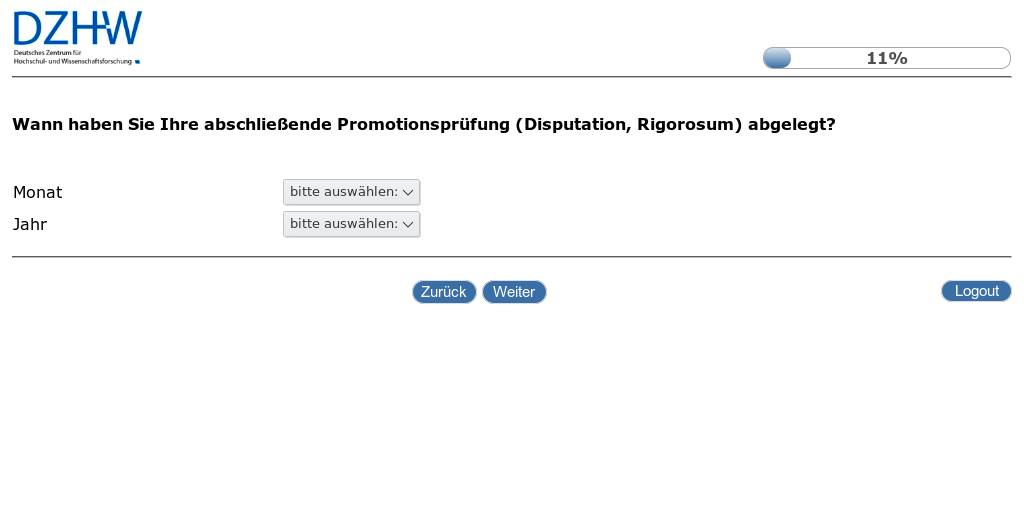 DZHW
Deutsches Zentrum für
Hochschul- und Wissenschaftsforschung
11%
Wann haben Sie Ihre abschließende Promotionsprüfung (Disputation, Rigorosum) abgelegt?
Monat bitte auswählen:
Jahr bitte auswählen:
Zurück Weiter Logout